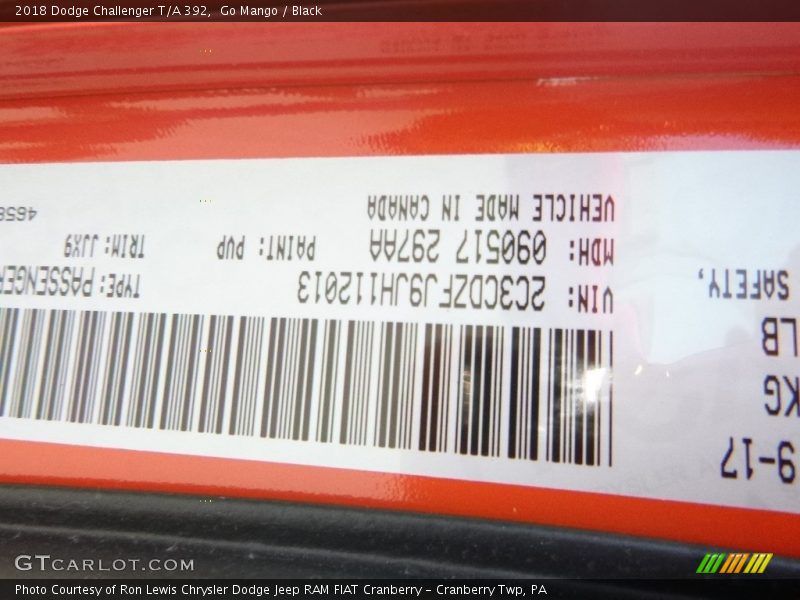 2018 Dodge Challenger T/A 392, Go Mango / Black
9-17
KG
LB
SAFETY,
VIN: 2C3CDZFJ9JH112013
TYPE: PASSENGER
MDH: 090517 297AA
PAINT: PVP
TRIM: JJX9
VEHICLE MADE IN CANADA
4658
GTCARLOT.COM
Photo Courtesy of Ron Lewis Chrysler Dodge Jeep RAM FIAT Cranberry - Cranberry Twp, PA